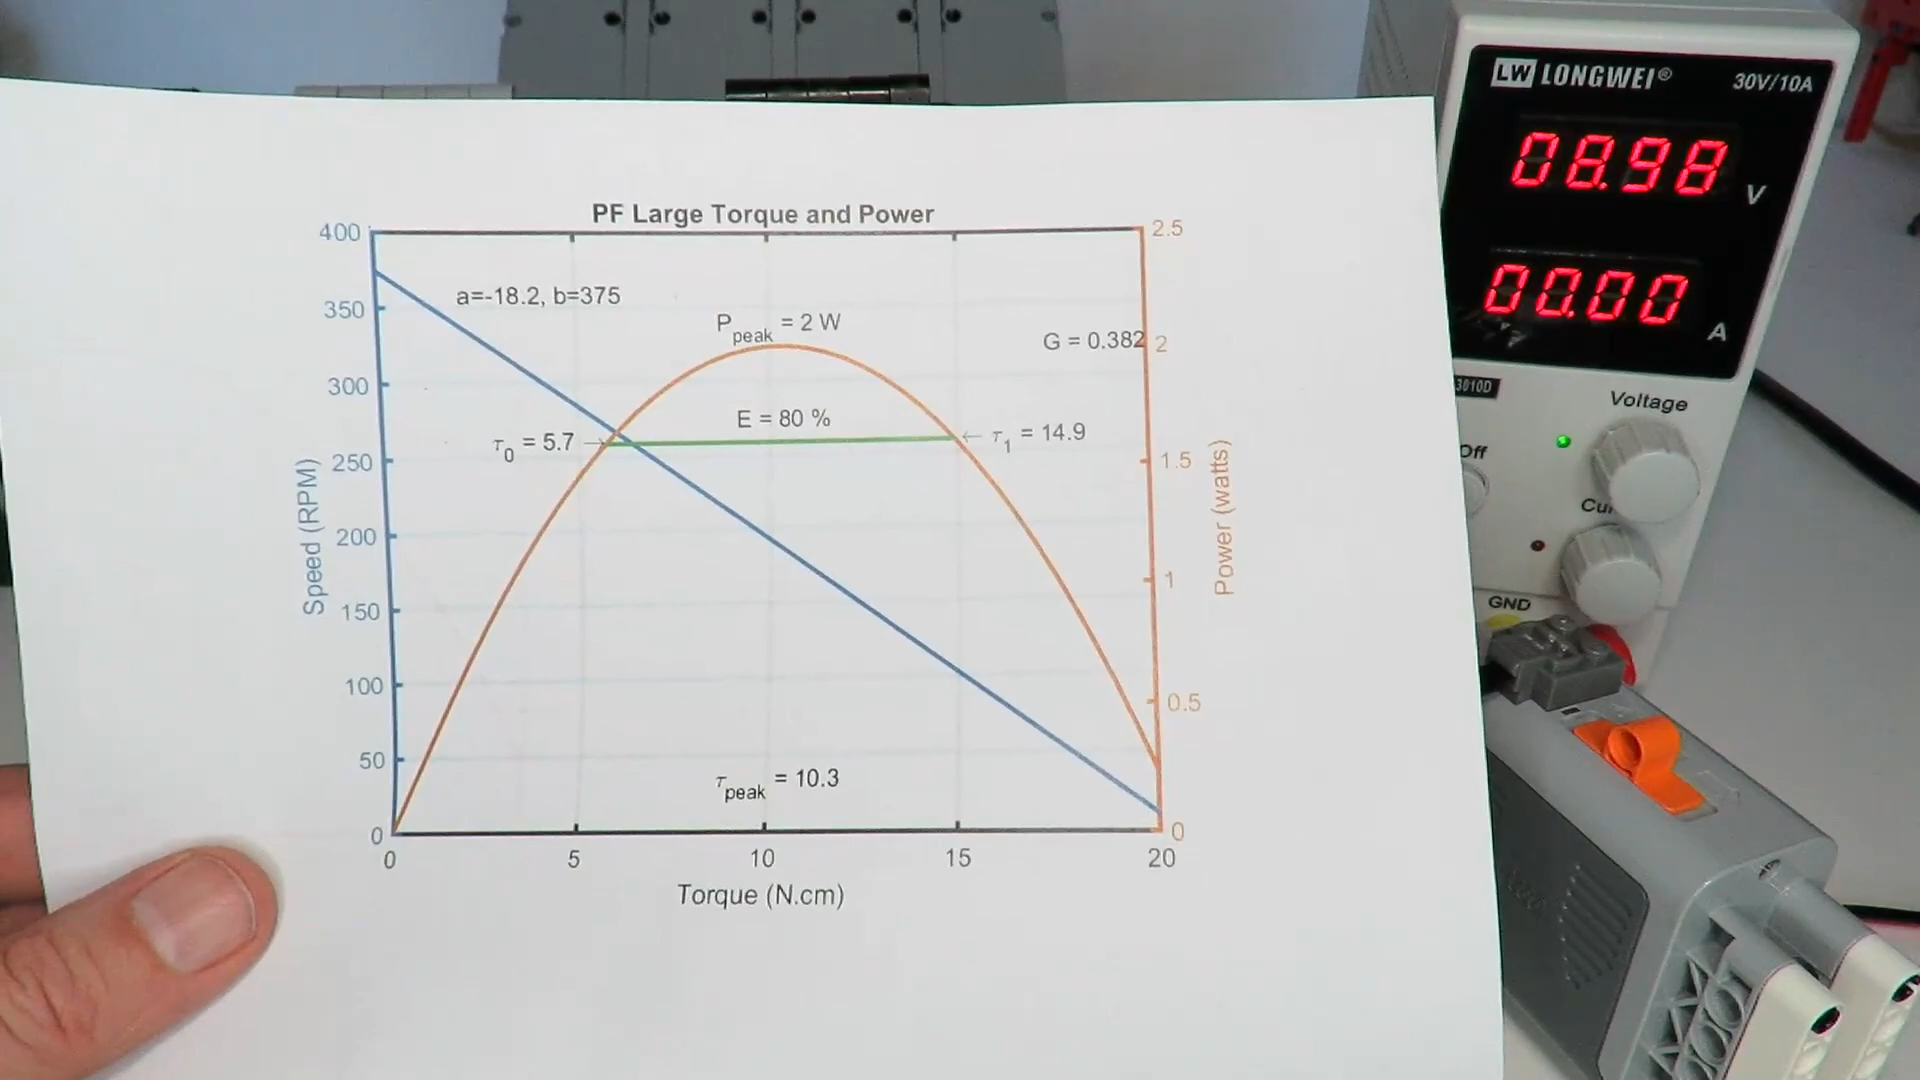 PF Large Torque and Power
400
350
300
250
200
150
100
50
0
Speed (RPM)
a=-18.2, b=375
P peak = 2 W
G = 0.382
E = 80 %
τ0 = 5.7 →
← τ1 = 14.9
τpeak = 10.3
2.5
2
1.5
1
0.5
0
Power (watts)
0 5 10 15 20
Torque (N.cm)
LW LONGWEI® 30V/10A
08.98 V
00.00 A
3010D
Voltage
Off
Cur
GND